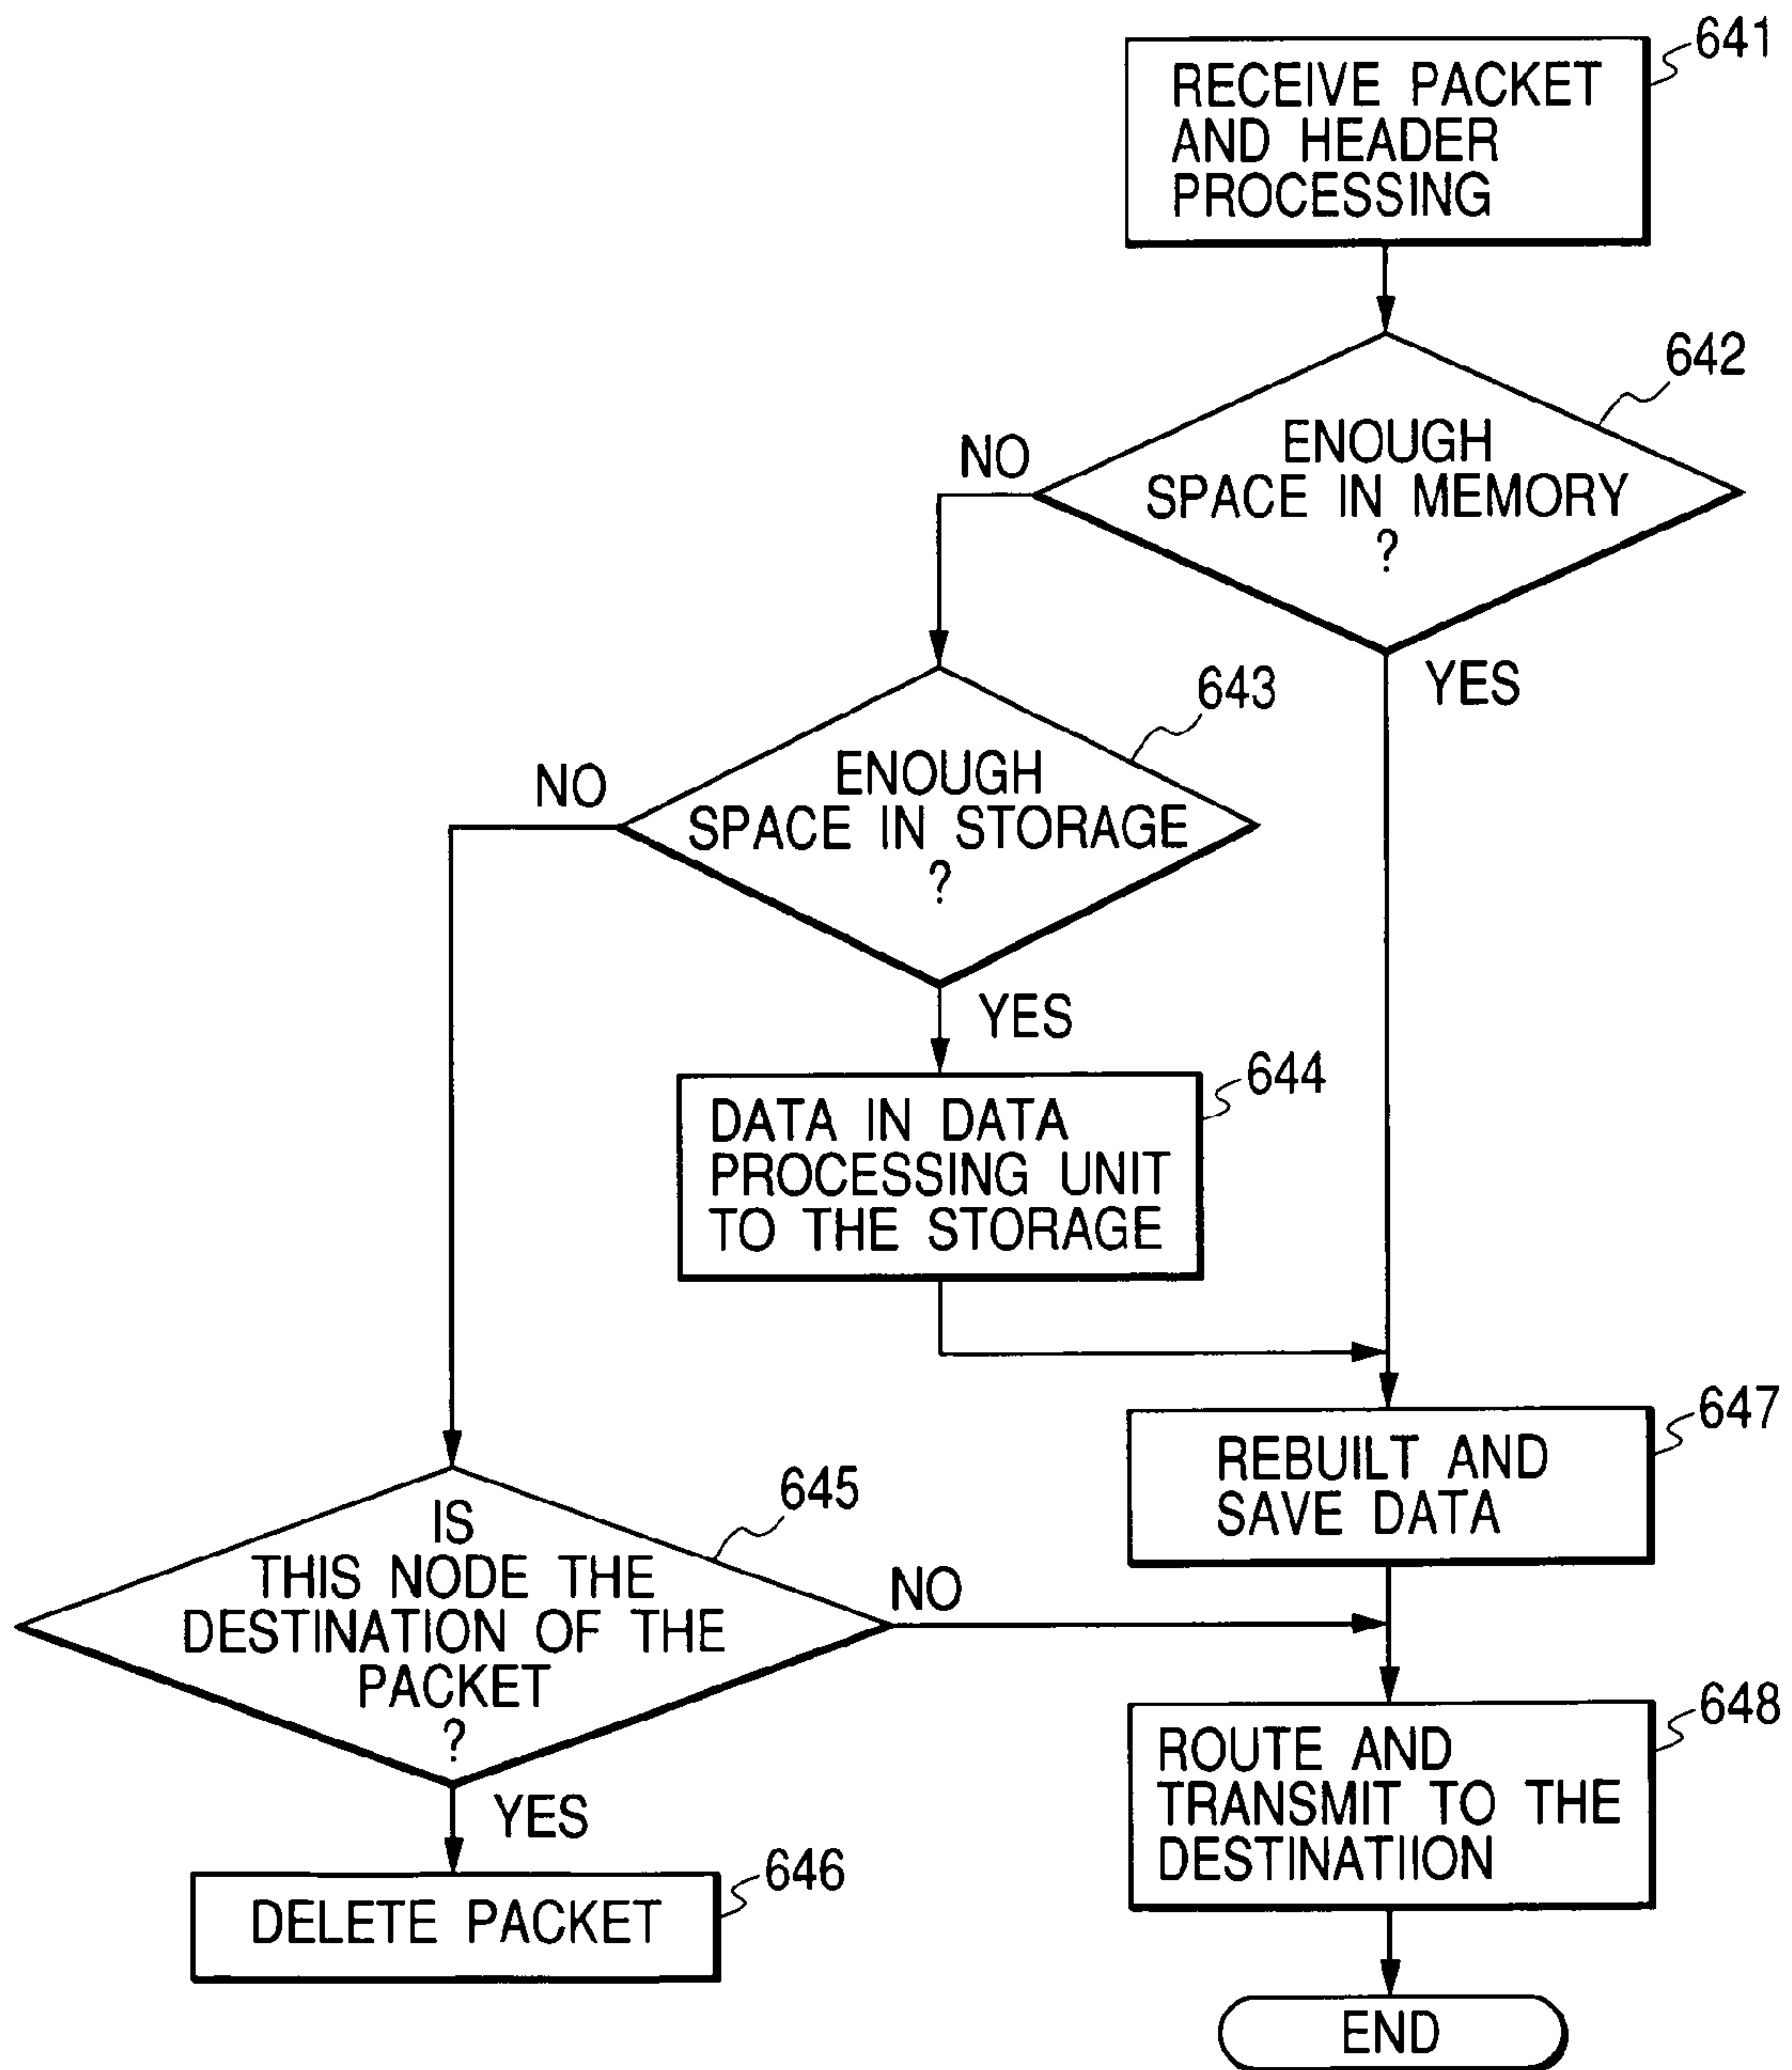 641
RECEIVE PACKET
AND HEADER
PROCESSING
642
ENOUGH
SPACE IN MEMORY
?
NO
YES
643
ENOUGH
SPACE IN STORAGE
?
NO
YES
644
DATA IN DATA
PROCESSING UNIT
TO THE STORAGE
645
IS
THIS NODE THE
DESTINATION OF THE
PACKET
?
NO
YES
646
DELETE PACKET
647
REBUILT AND
SAVE DATA
648
ROUTE AND
TRANSMIT TO THE
DESTINATIION
END